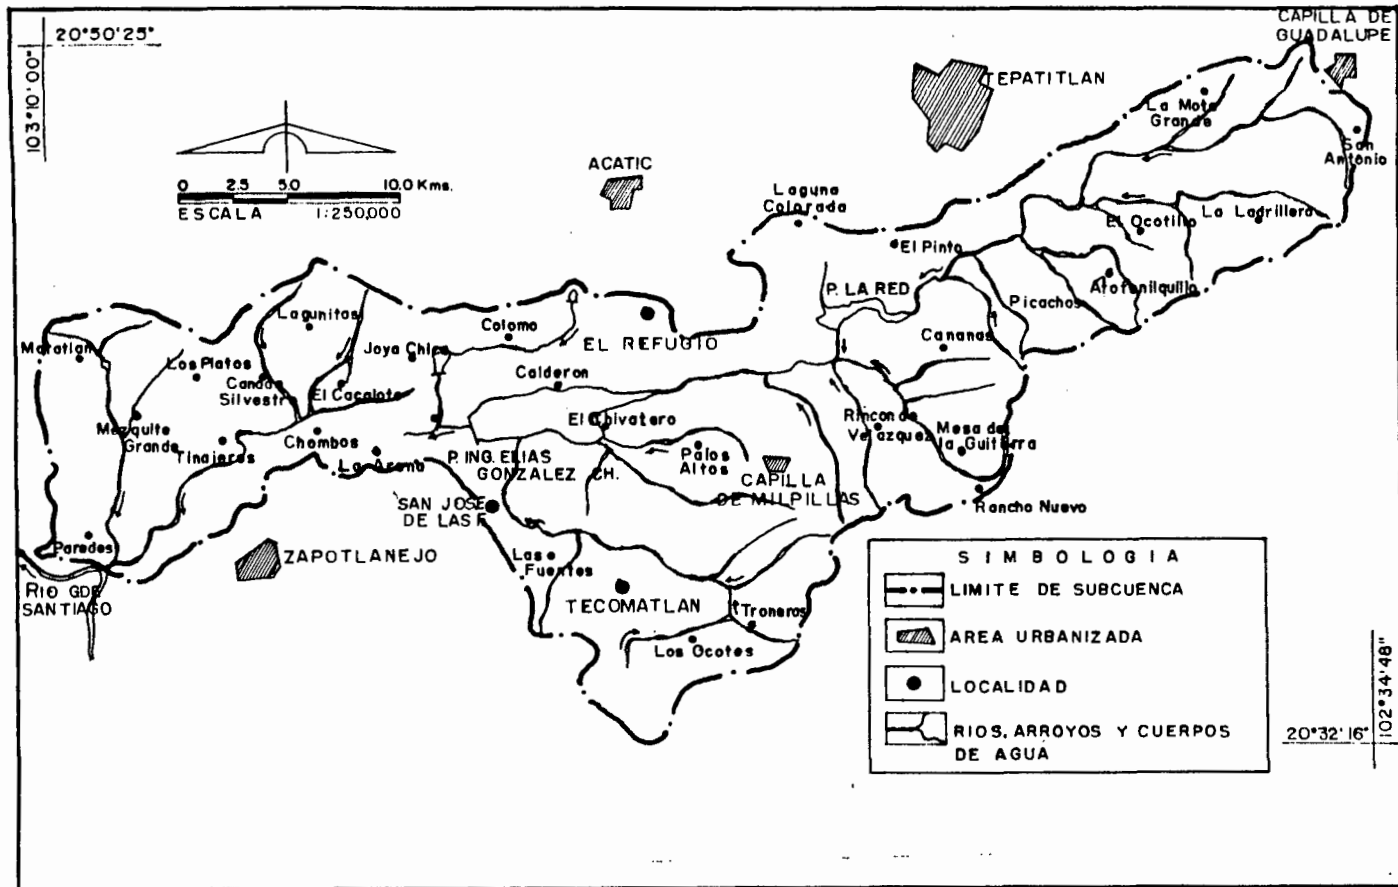 20°50'25"
103°10'00"
CAPILLA DE
GUADALUPE
TEPATITLAN
La Mota
Grande
San
Antonio
0 2.5 5.0 10.0 Kms.
ESCALA 1:250,000
ACATIC
Laguna
Colorada
El Ocotillo
La Ladrillera
El Pinto
Atotonilquillo
P. LA RED
Picachos
Lagunitas
Colomo
EL REFUGIO
Cananas
Maratlan
Los Platos
Joya Chica
Calderon
Silvestre
El Cacalote
El Chivatero
Rincon de
Velazquez
Mesa de
la Guitarra
Mezquite
Grande
Tinajeros
Chombos
La Arena
P. ING. ELIAS
GONZALEZ CH.
Palos
Altos
CAPILLA
DE MILPILLAS
Rancho Nuevo
SAN JOSE
DE LAS F.
Paredes
ZAPOTLANEJO
Las
Fuentes
RIO GDE
SANTIAGO
TECOMATLAN
Troneras
Los Ocotes
SIMBOLOGIA
LIMITE DE SUBCUENCA
AREA URBANIZADA
LOCALIDAD
RIOS, ARROYOS Y CUERPOS
DE AGUA
20°32'16"
102°34'48"